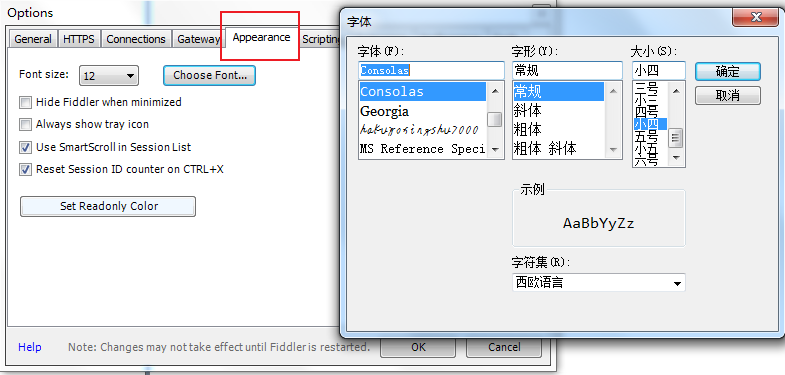 Options
General
HTTPS
Connections
Gateway
Appearance
Scripting
Font size:
12
Choose Font...
Hide Fiddler when minimized
Always show tray icon
Use SmartScroll in Session List
Reset Session ID counter on CTRL+X
Set Readonly Color
Help
Note: Changes may not take effect until Fiddler is restarted.
OK
Cancel
字体
字体(F):
Consolas
Consolas
Georgia
hakuyoxingshu7000
MS Reference Speci
字形(Y):
常规
常规
斜体
粗体
粗体 斜体
大小(S):
小四
三号
小三
四号
小四
五号
小五
六号
确定
取消
示例
AaBbYyZz
字符集(R):
西欧语言